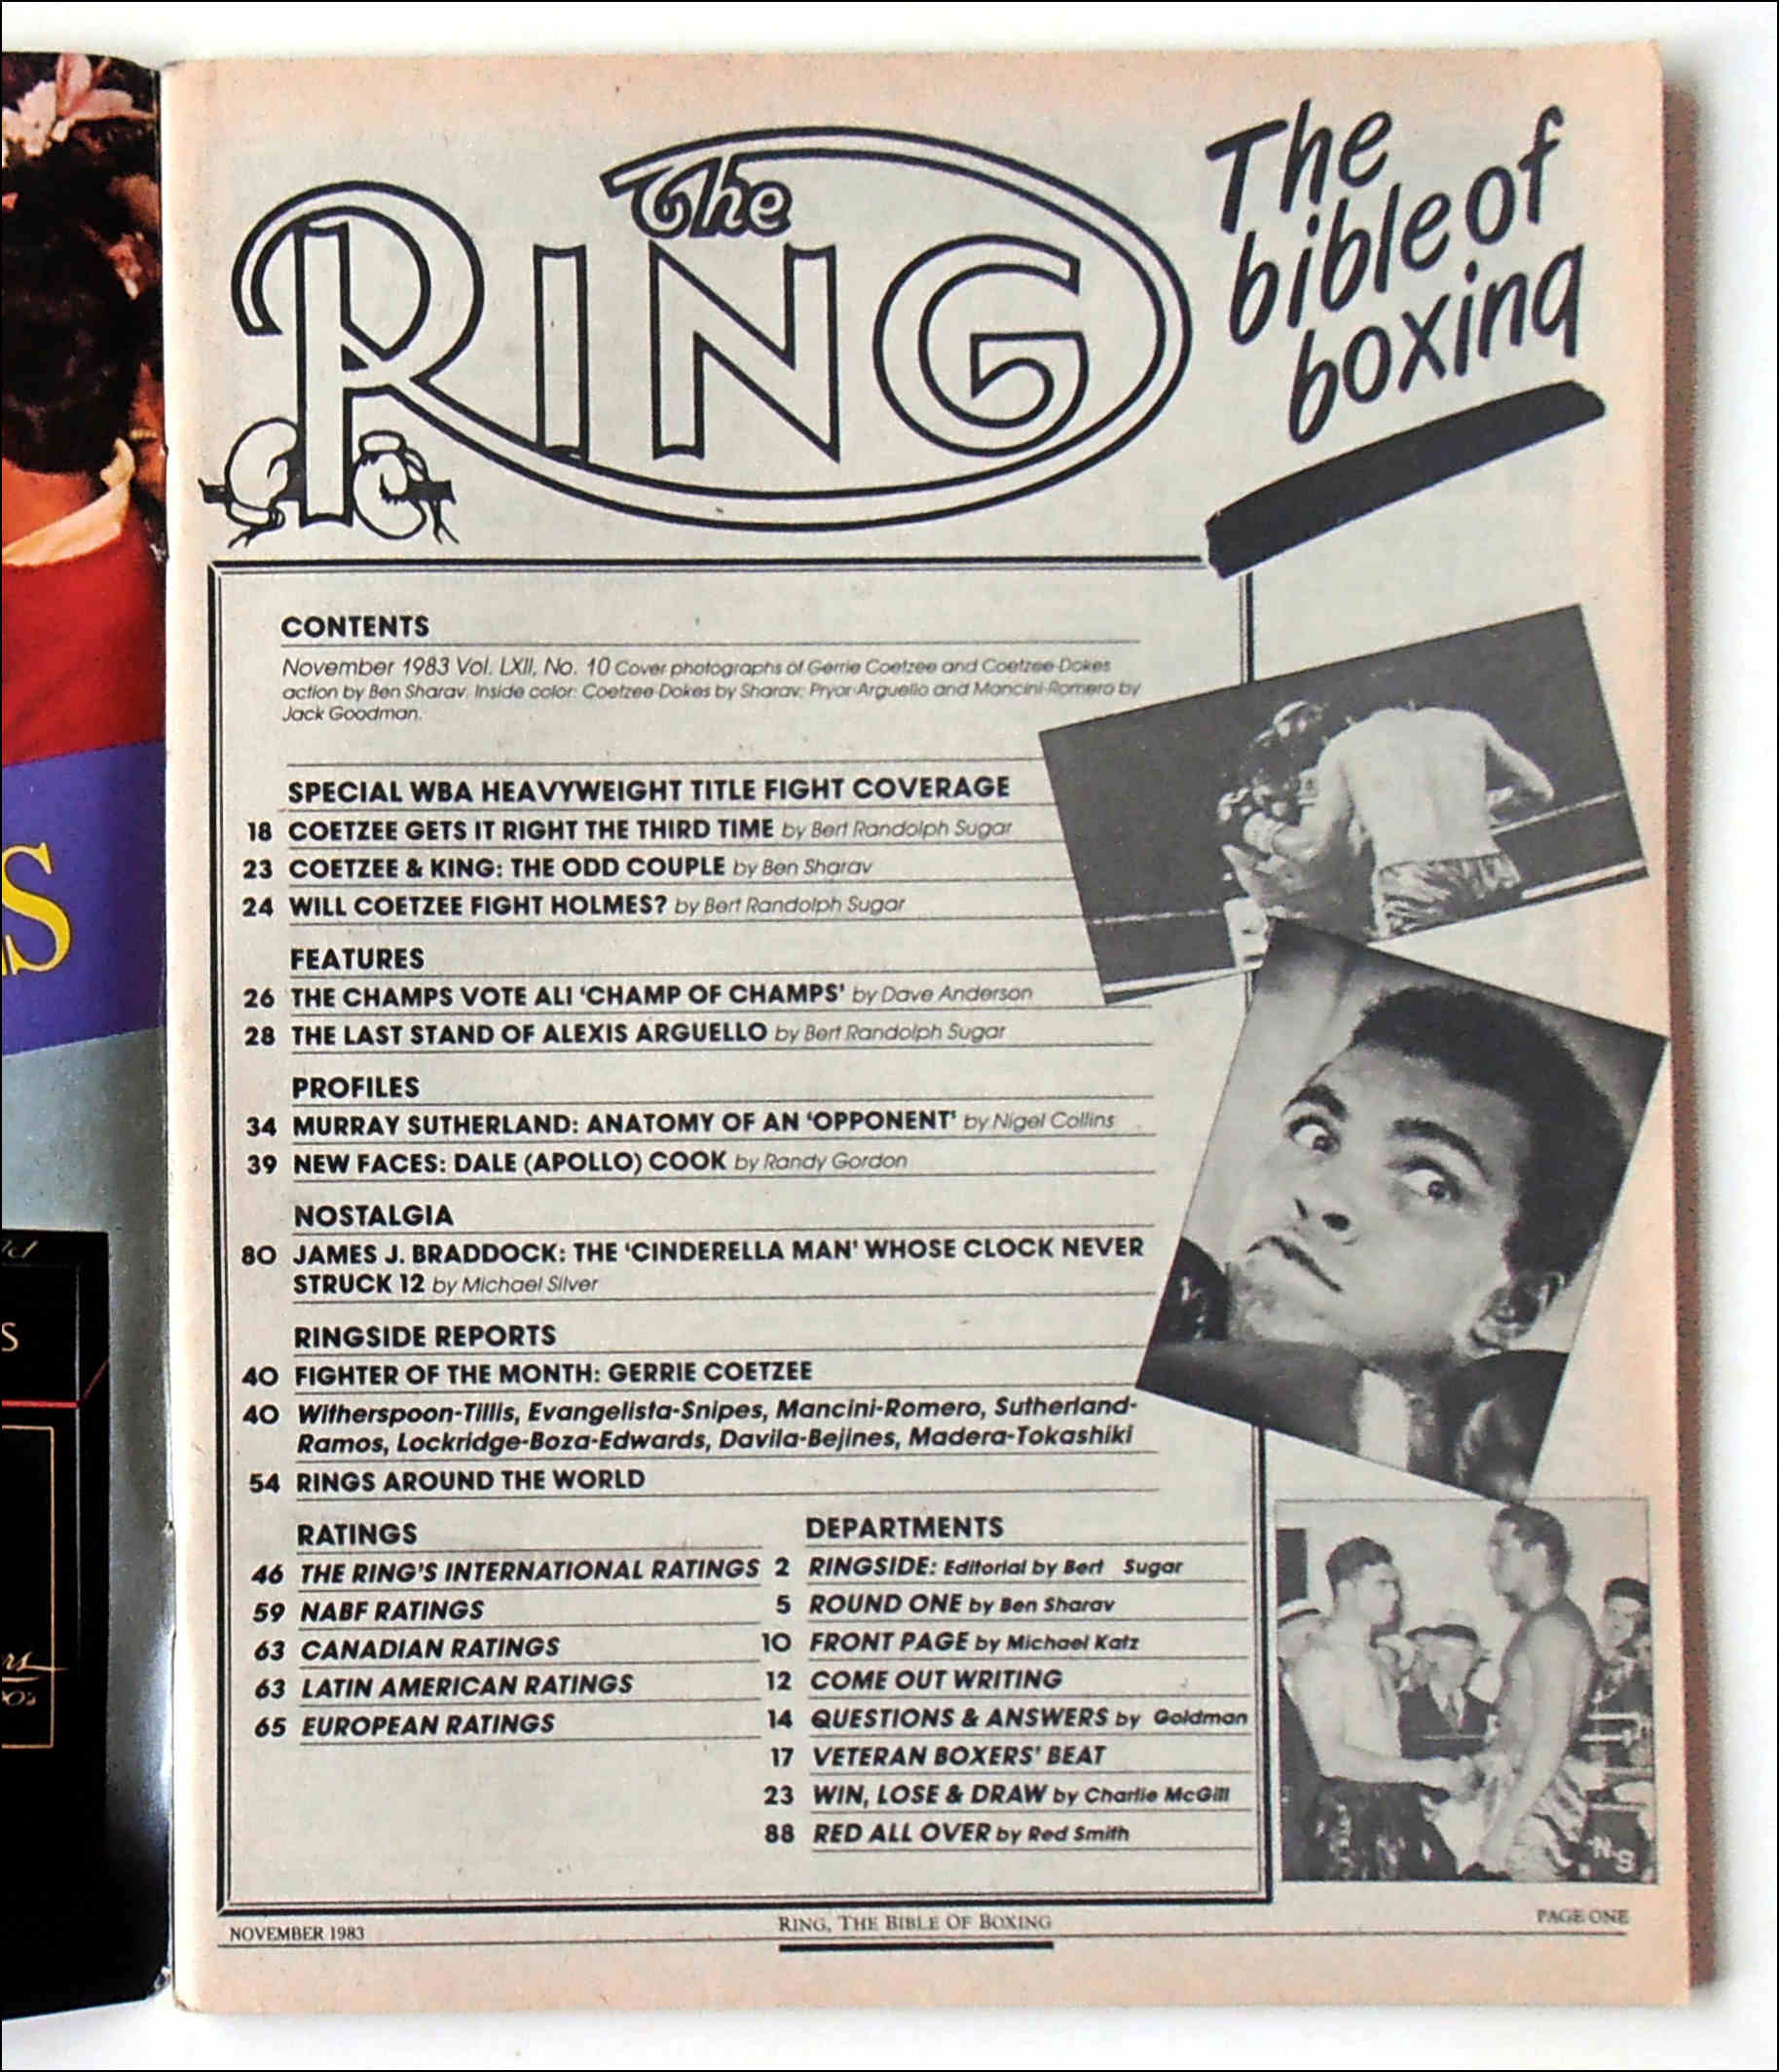 The
RING
The
bible of
boxing
CONTENTS
November 1983 Vol. LXII, No. 10 Cover photographs of Gerrie Coetzee and Coetzee-Dokes
action by Ben Sharav. Inside color: Coetzee-Dokes by Sharav; Pryor-Arguello and Mancini-Romero by
Jack Goodman.
SPECIAL WBA HEAVYWEIGHT TITLE FIGHT COVERAGE
18 COETZEE GETS IT RIGHT THE THIRD TIME by Bert Randolph Sugar
23 COETZEE & KING: THE ODD COUPLE by Ben Sharav
24 WILL COETZEE FIGHT HOLMES? by Bert Randolph Sugar
FEATURES
26 THE CHAMPS VOTE ALI ‘CHAMP OF CHAMPS’ by Dave Anderson
28 THE LAST STAND OF ALEXIS ARGUELLO by Bert Randolph Sugar
PROFILES
34 MURRAY SUTHERLAND: ANATOMY OF AN ‘OPPONENT’ by Nigel Collins
39 NEW FACES: DALE (APOLLO) COOK by Randy Gordon
NOSTALGIA
80 JAMES J. BRADDOCK: THE ‘CINDERELLA MAN’ WHOSE CLOCK NEVER
STRUCK 12 by Michael Silver
RINGSIDE REPORTS
40 FIGHTER OF THE MONTH: GERRIE COETZEE
40 Witherspoon-Tillis, Evangelista-Snipes, Mancini-Romero, Sutherland-
Ramos, Lockridge-Boza-Edwards, Davila-Bejines, Madera-Tokashiki
54 RINGS AROUND THE WORLD
RATINGS
46 THE RING'S INTERNATIONAL RATINGS
59 NABF RATINGS
63 CANADIAN RATINGS
63 LATIN AMERICAN RATINGS
65 EUROPEAN RATINGS
DEPARTMENTS
2 RINGSIDE: Editorial by Bert Sugar
5 ROUND ONE by Ben Sharav
10 FRONT PAGE by Michael Katz
12 COME OUT WRITING
14 QUESTIONS & ANSWERS by Goldman
17 VETERAN BOXERS' BEAT
23 WIN, LOSE & DRAW by Charlie McGill
88 RED ALL OVER by Red Smith
NOVEMBER 1983
RING, THE BIBLE OF BOXING
PAGE ONE